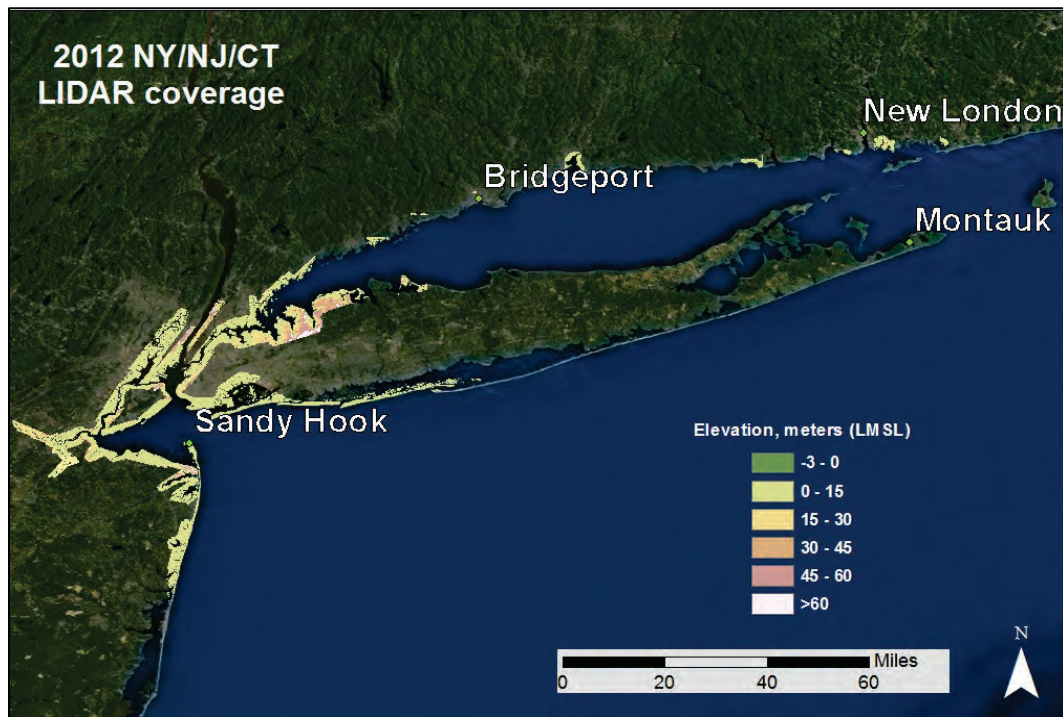 2012 NY/NJ/CT
LIDAR coverage
New London
Bridgeport
Montauk
Sandy Hook
Elevation, meters (LMSL)
-3 - 0
0 - 15
15 - 30
30 - 45
45 - 60
>60
N
Miles
0 20 40 60